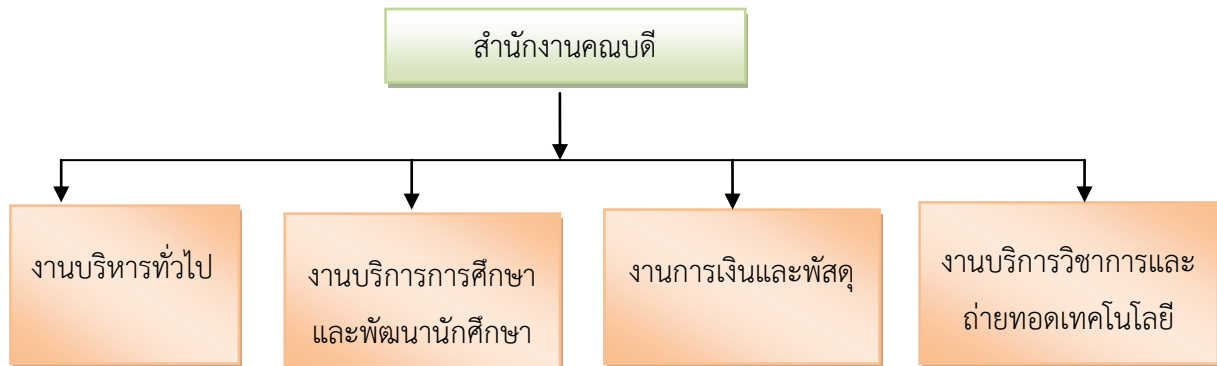 สำนักงานคณบดี
งานบริหารทั่วไป
งานบริการการศึกษา
และพัฒนานักศึกษา
งานการเงินและพัสดุ
งานบริการวิชาการและ
ถ่ายทอดเทคโนโลยี